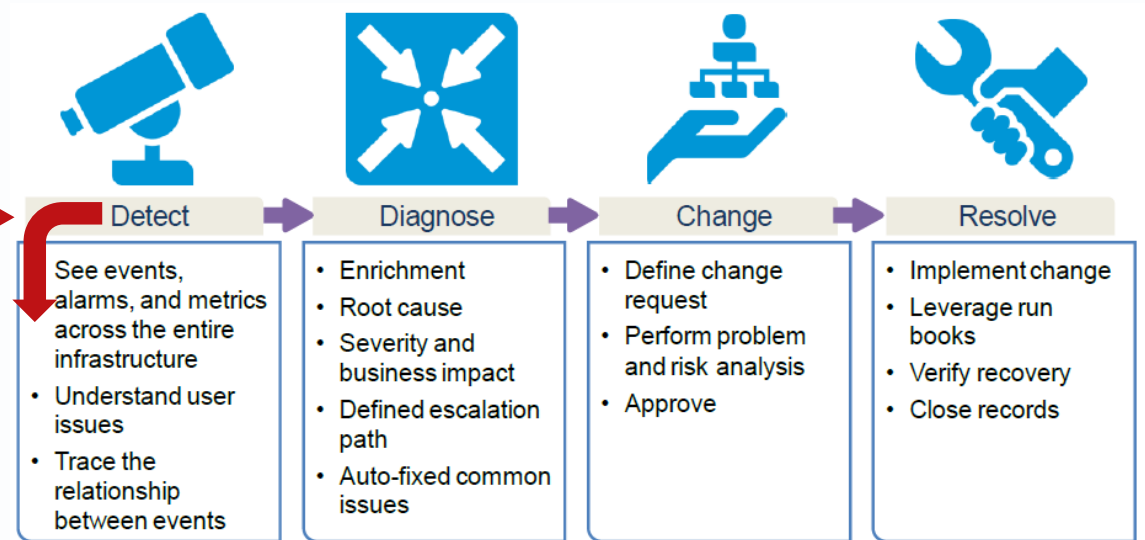 Detect
See events,
alarms, and metrics
across the entire
infrastructure
• Understand user
issues
• Trace the
relationship
between events
Diagnose
• Enrichment
• Root cause
• Severity and
business impact
• Defined escalation
path
• Auto-fixed common
issues
Change
• Define change
request
• Perform problem
and risk analysis
• Approve
Resolve
• Implement change
• Leverage run
books
• Verify recovery
• Close records